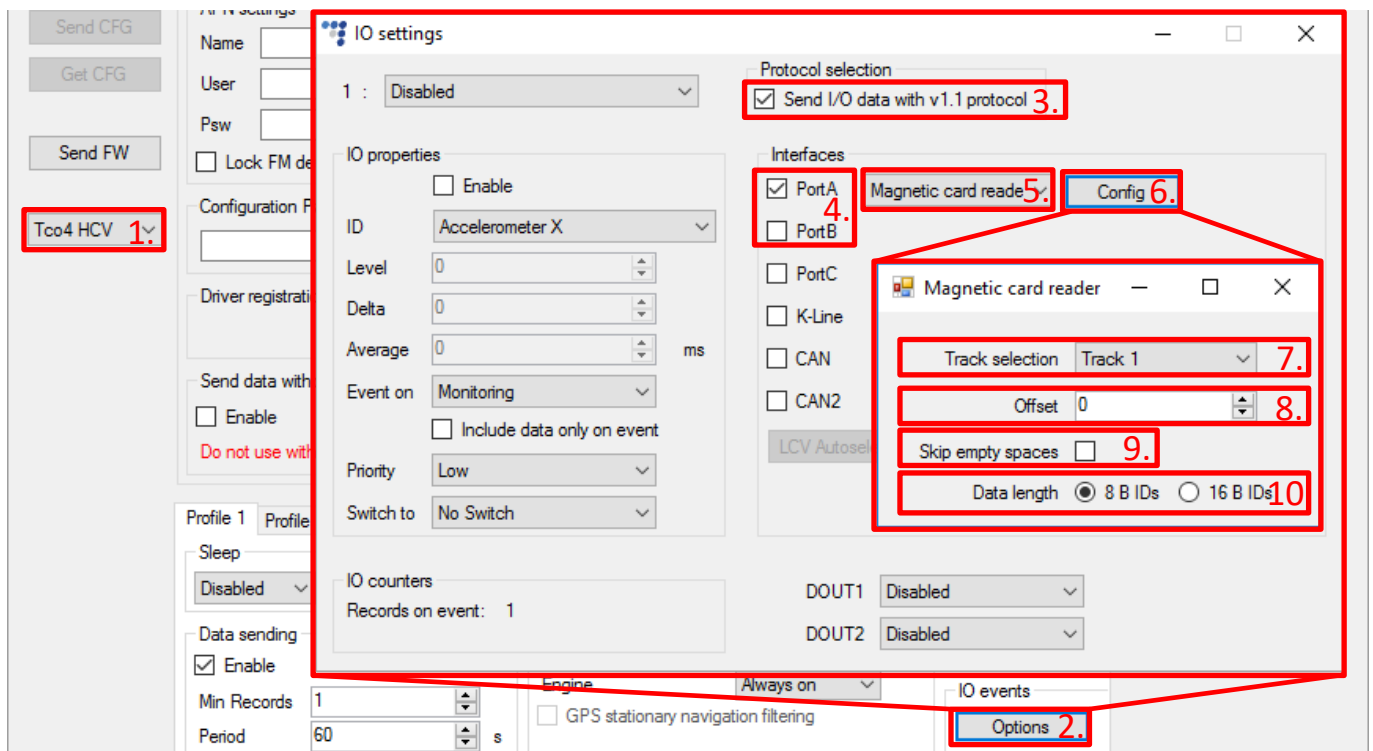 APN settings
Send CFG
Name
Get CFG
User
Psw
Send FW
Lock FM de
Configuration P
Tco4 HCV 1.
Driver registrati
Send data with
Enable
Do not use with
Profile 1 Profile
Sleep
Disabled
Data sending
Enable
Min Records 1
Period 60 s
IO settings
1 : Disabled
Protocol selection
Send I/O data with v1.1 protocol 3.
IO properties
Enable
ID Accelerometer X
Level 0
Delta 0
Average 0 ms
Event on Monitoring
Include data only on event
Priority Low
Switch to No Switch
Interfaces
PortA Magnetic card reade 5. Config 6.
4.
PortB
PortC
K-Line
CAN
CAN2
LCV Autosele
Magnetic card reader
Track selection Track 1 7.
Offset 0 8.
Skip empty spaces 9.
Data length 8 B IDs 16 B IDs 10
IO counters
Records on event: 1
DOUT1 Disabled
DOUT2 Disabled
Engine Always on
GPS stationary navigation filtering
IO events
Options 2.